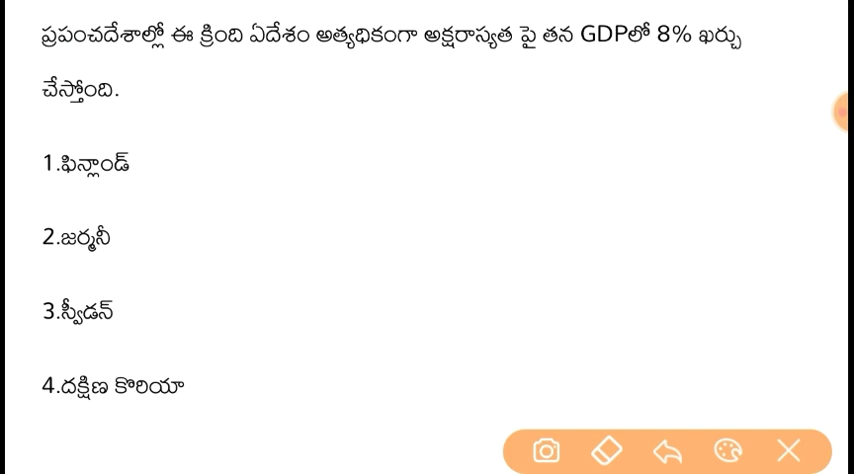 ప్రపంచదేశాల్లో ఈ క్రింది ఏదేశం అత్యధికంగా అక్షరాస్యత పై తన GDPలో 8% ఖర్చు
చేస్తోంది.
1.ఫిన్లాండ్
2.జర్మనీ
3.స్వీడన్
4.దక్షిణ కొరియా